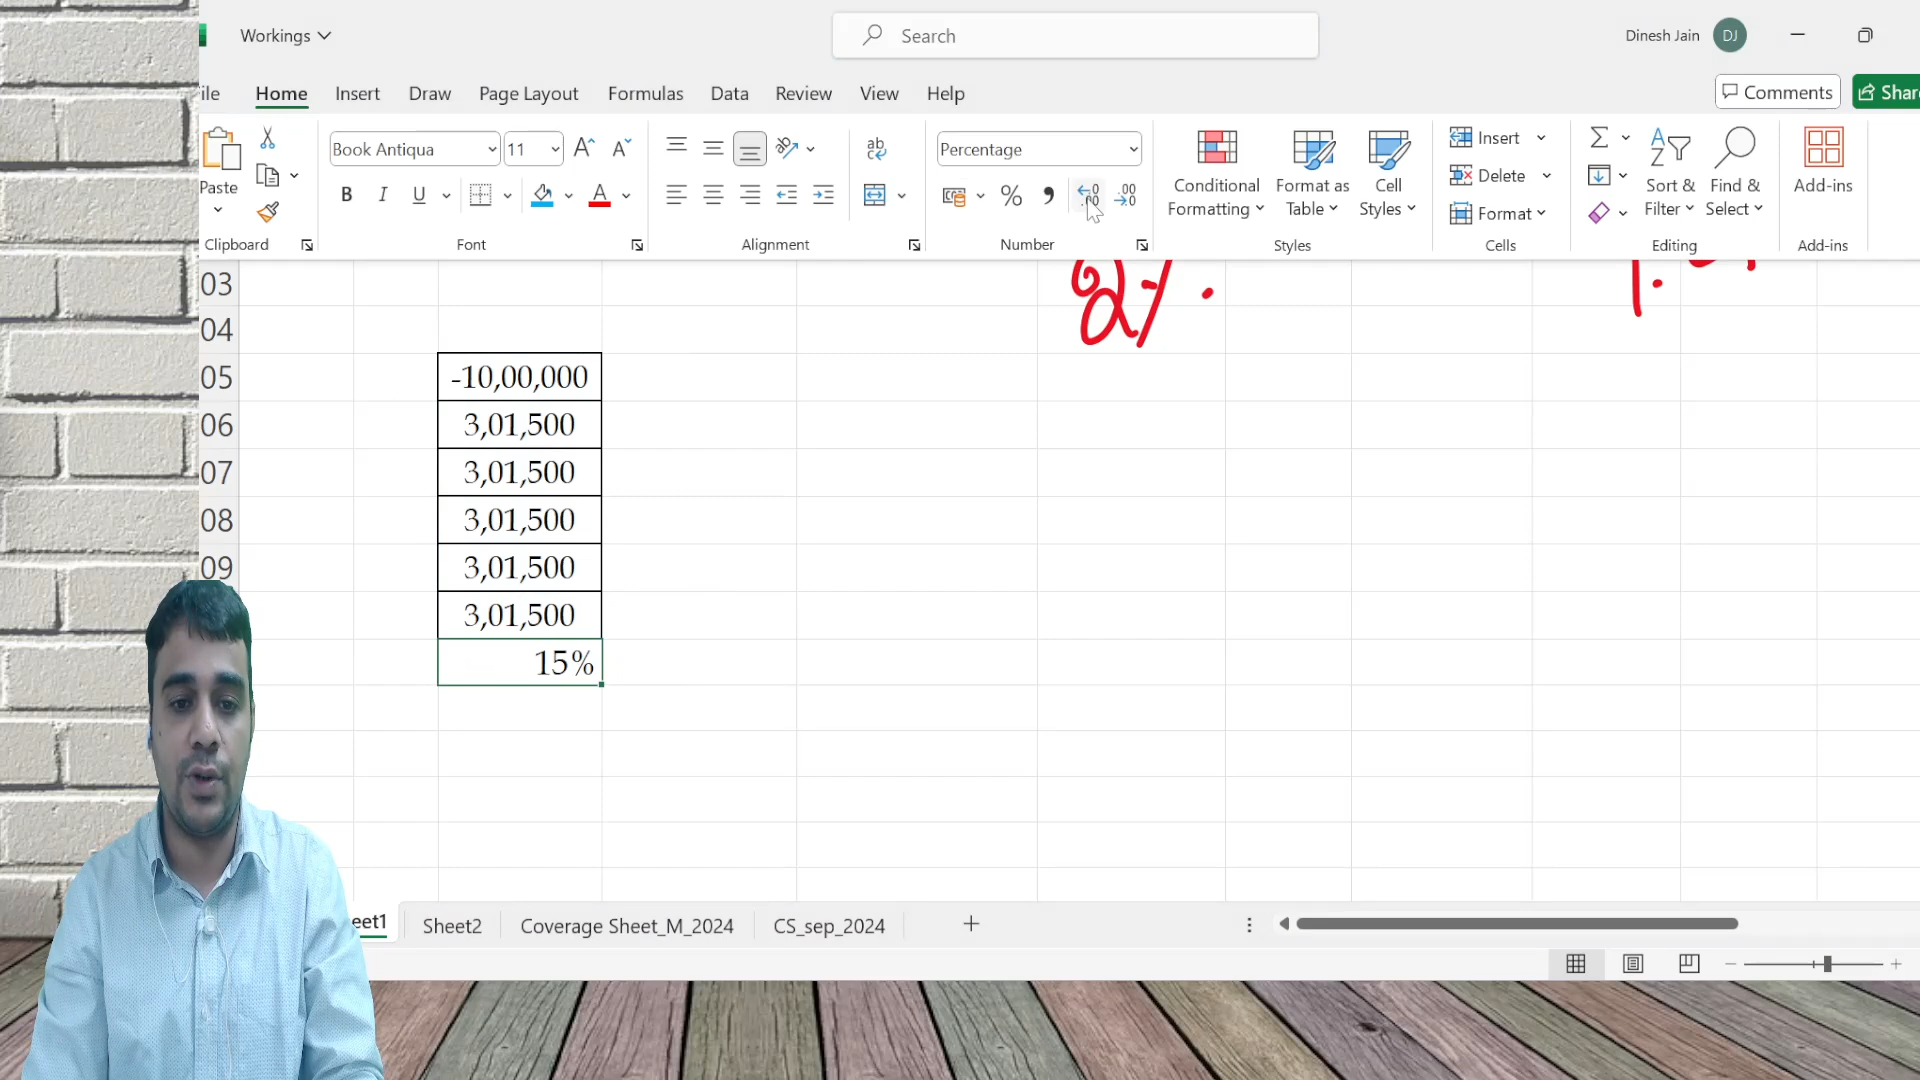 Workings
Search
Dinesh Jain
DJ
ile
Home
Insert
Draw
Page Layout
Formulas
Data
Review
View
Help
Comments
Shar
Paste
Clipboard
Book Antiqua
11
A^
A
B
I
U
A
Font
ab
c
Alignment
Percentage
%
,
Number
Conditional
Formatting
Format as
Table
Cell
Styles
Styles
Insert
Delete
Format
Cells
Sort &
Filter
Find &
Select
Editing
Add-ins
Add-ins
03
2%.
04
05
-10,00,000
06
3,01,500
07
3,01,500
08
3,01,500
09
3,01,500
3,01,500
15%
eet1
Sheet2
Coverage Sheet_M_2024
CS_sep_2024